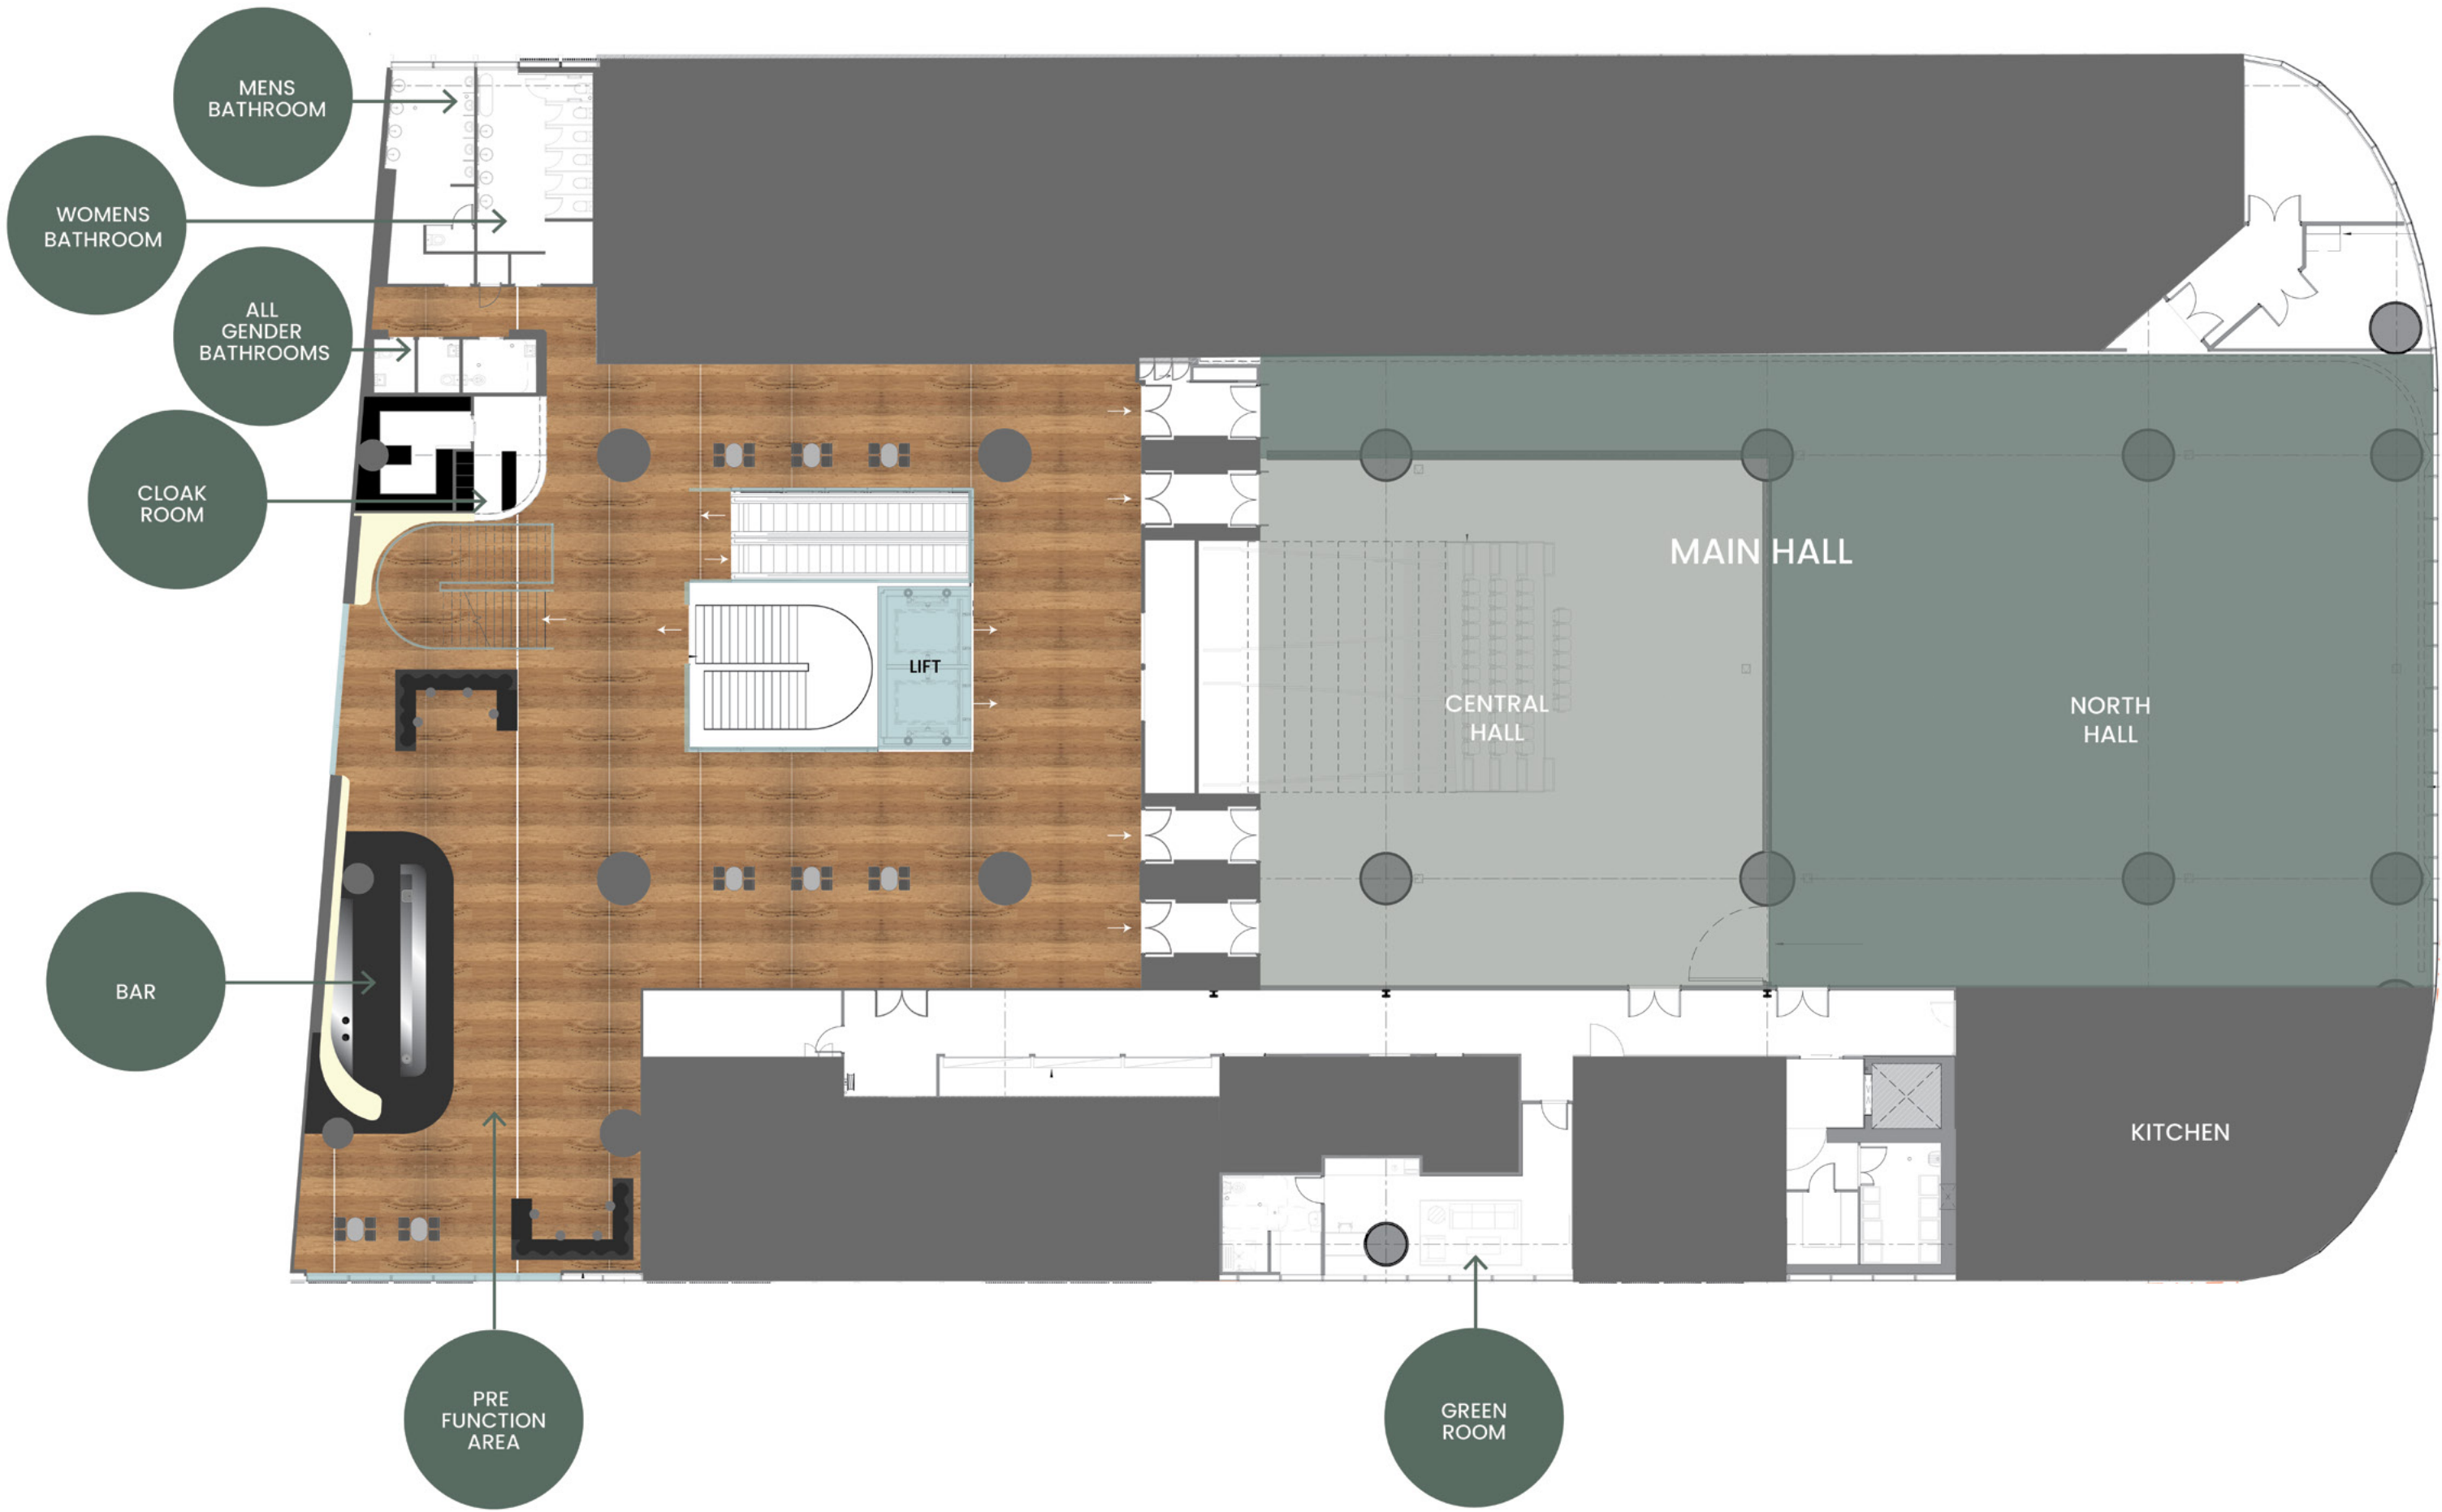 MENS
BATHROOM
WOMENS
BATHROOM
ALL
GENDER
BATHROOMS
CLOAK
ROOM
MAIN HALL
LIFT
CENTRAL
HALL
NORTH
HALL
BAR
KITCHEN
PRE
FUNCTION
AREA
GREEN
ROOM